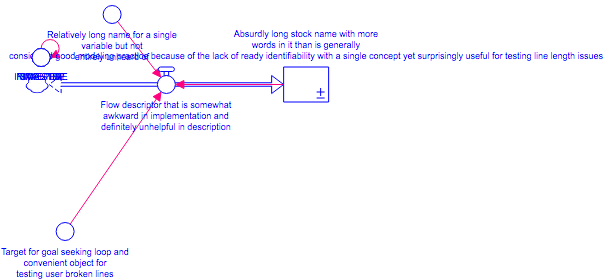 Relatively long name for a single
variable but not
entirely unheard of
Absurdly long stock name with more
words in it than is generally
considered good modeling practice because of the lack of ready identifiability with a single concept yet surprisingly useful for testing line length issues
Flow descriptor that is somewhat
awkward in implementation and
definitely unhelpful in description
Target for goal seeking loop and
convenient object for
testing user broken lines